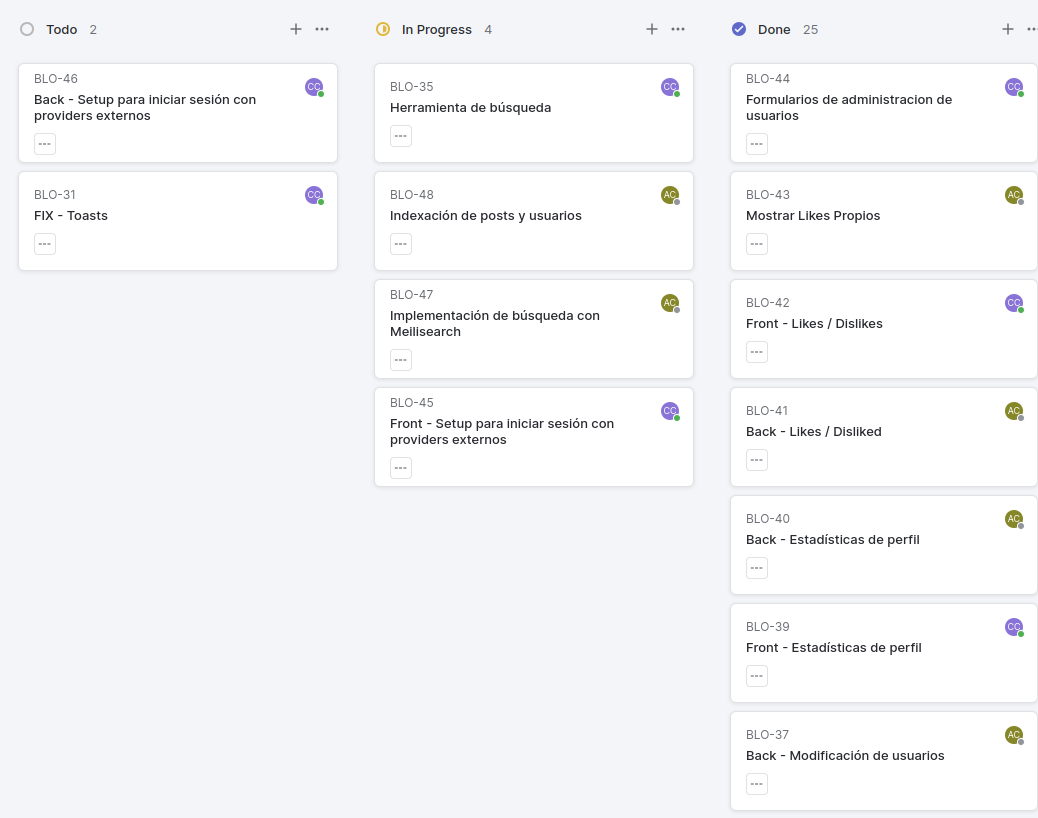 Todo 2
BLO-46
CC
Back - Setup para iniciar sesión con
providers externos
BLO-31
CC
FIX - Toasts
In Progress 4
BLO-35
CC
Herramienta de búsqueda
BLO-48
AC
Indexación de posts y usuarios
BLO-47
AC
Implementación de búsqueda con
Meilisearch
BLO-45
CC
Front - Setup para iniciar sesión con
providers externos
Done 25
BLO-44
CC
Formularios de administracion de
usuarios
BLO-43
AC
Mostrar Likes Propios
BLO-42
CC
Front - Likes / Dislikes
BLO-41
AC
Back - Likes / Disliked
BLO-40
AC
Back - Estadísticas de perfil
BLO-39
CC
Front - Estadísticas de perfil
BLO-37
AC
Back - Modificación de usuarios